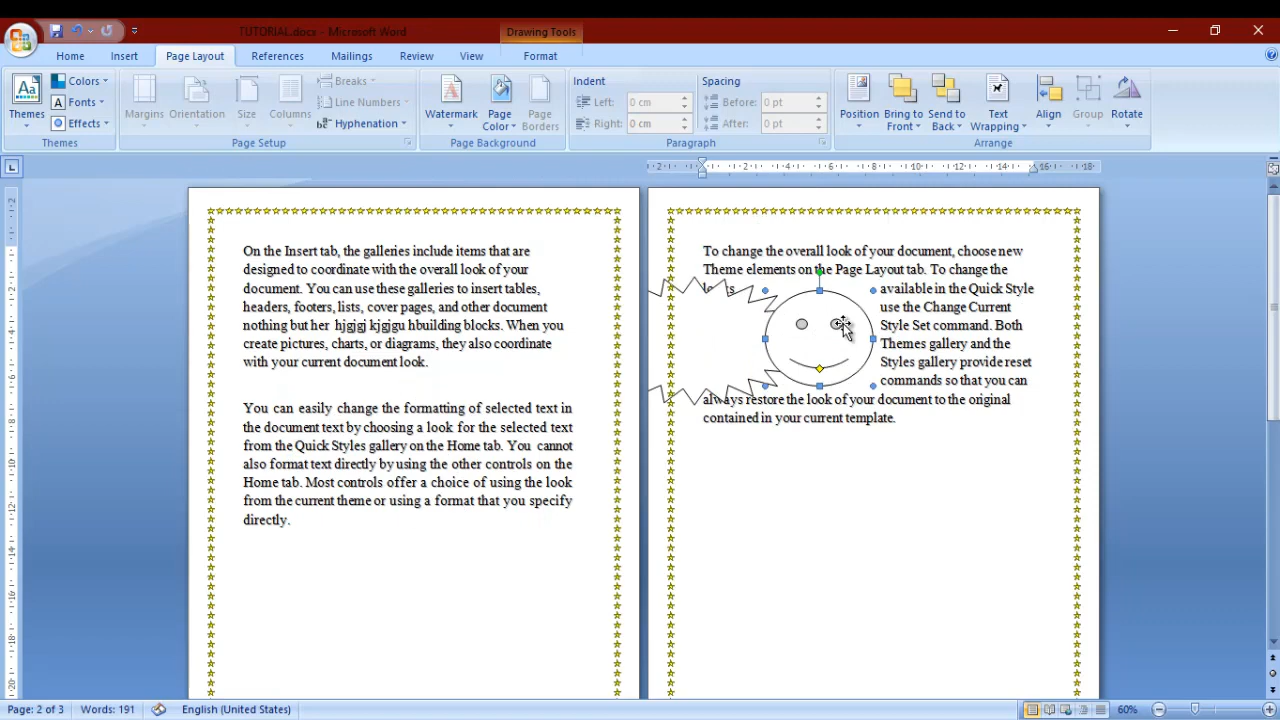 TUTORIAL.docx - Microsoft Word
Drawing Tools
Home Insert Page Layout References Mailings Review View Format
Themes
Colors
Fonts
Effects
Themes
Margins
Orientation
Size
Columns
Breaks
Line Numbers
Hyphenation
Page Setup
Watermark
Page Color
Page Borders
Page Background
Indent
Left: 0 cm
Right: 0 cm
Spacing
Before: 0 pt
After: 0 pt
Paragraph
Position
Bring to Front
Send to Back
Text Wrapping
Align
Group
Rotate
Arrange
On the Insert tab, the galleries include items that are
designed to coordinate with the overall look of your
document. You can use these galleries to insert tables,
headers, footers, lists, cover pages, and other document
nothing but her hjgjgj kjgjgu hbuilding blocks. When you
create pictures, charts, or diagrams, they also coordinate
with your current document look.
You can easily change the formatting of selected text in
the document text by choosing a look for the selected text
from the Quick Styles gallery on the Home tab. You cannot
also format text directly by using the other controls on the
Home tab. Most controls offer a choice of using the look
from the current theme or using a format that you specify
directly.
To change the overall look of your document, choose new
Theme elements on the Page Layout tab. To change the
available in the Quick Style
use the Change Current
Style Set command. Both
Themes gallery and the
Styles gallery provide reset
commands so that you can
always restore the look of your document to the original
contained in your current template.
Page: 2 of 3
Words: 191
English (United States)
60%